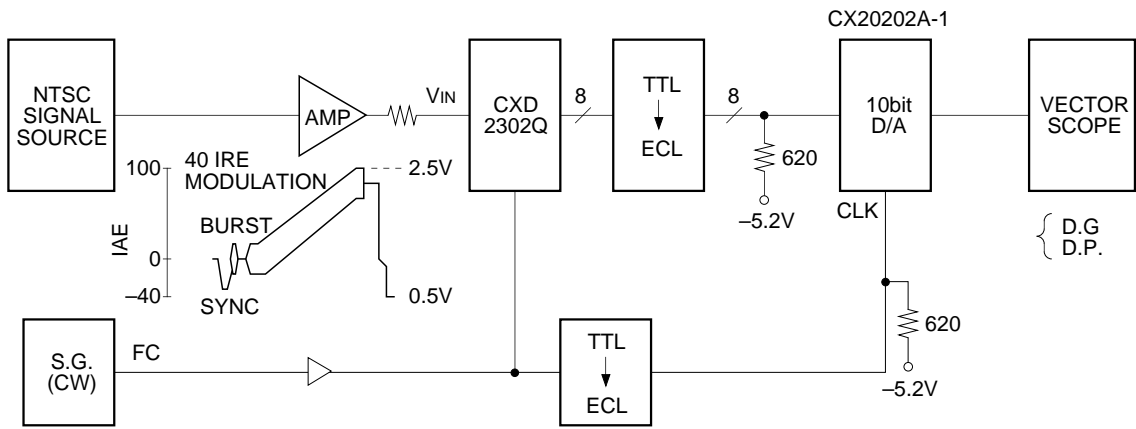 CX20202A-1
NTSC
SIGNAL
SOURCE
AMP
VIN
CXD
2302Q
8
TTL
ECL
8
620
–5.2V
10bit
D/A
CLK
VECTOR
SCOPE
D.G
D.P.
40 IRE
MODULATION
100
2.5V
BURST
IAE
0
–40
SYNC
0.5V
S.G.
(CW)
FC
TTL
ECL
620
–5.2V